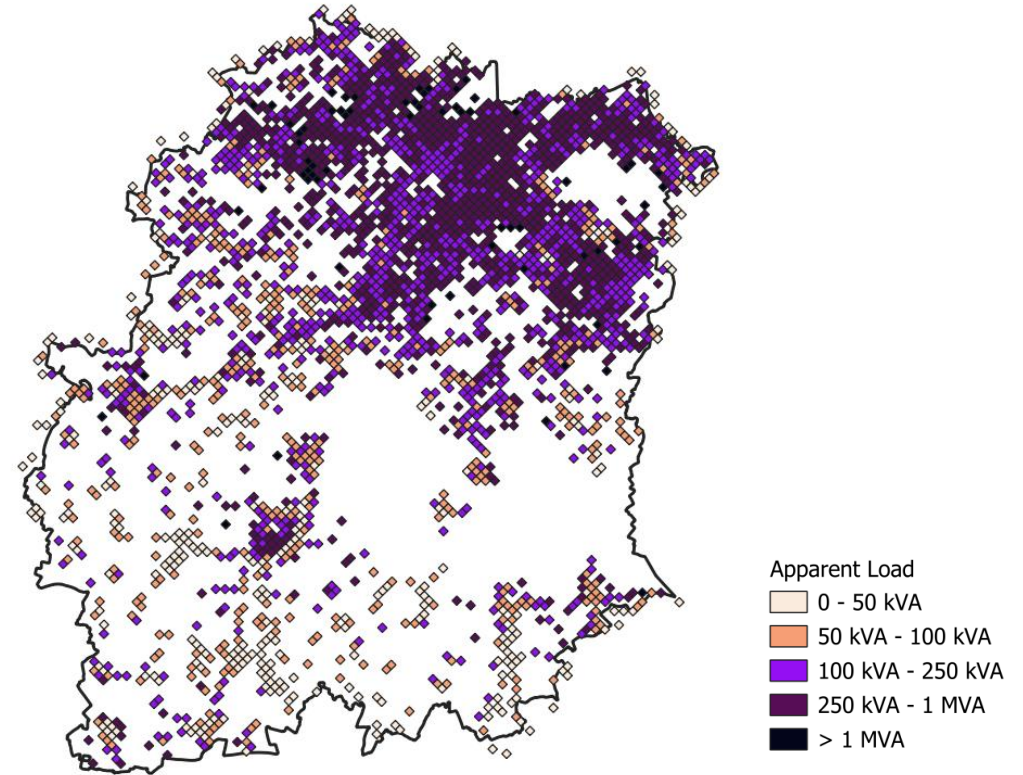 Apparent Load
0 - 50 kVA
50 kVA - 100 kVA
100 kVA - 250 kVA
250 kVA - 1 MVA
> 1 MVA